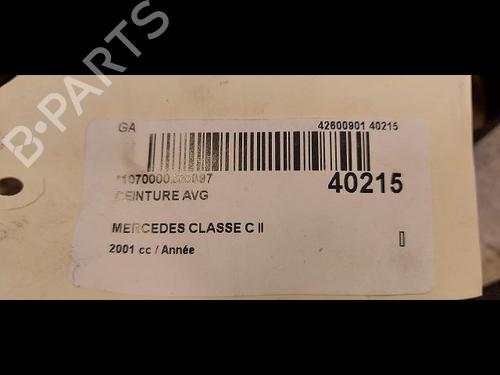 GA 42600901 40215
40215
CEINTURE AVG
MERCEDES CLASSE C II
2001 cc / Année
B-Parts